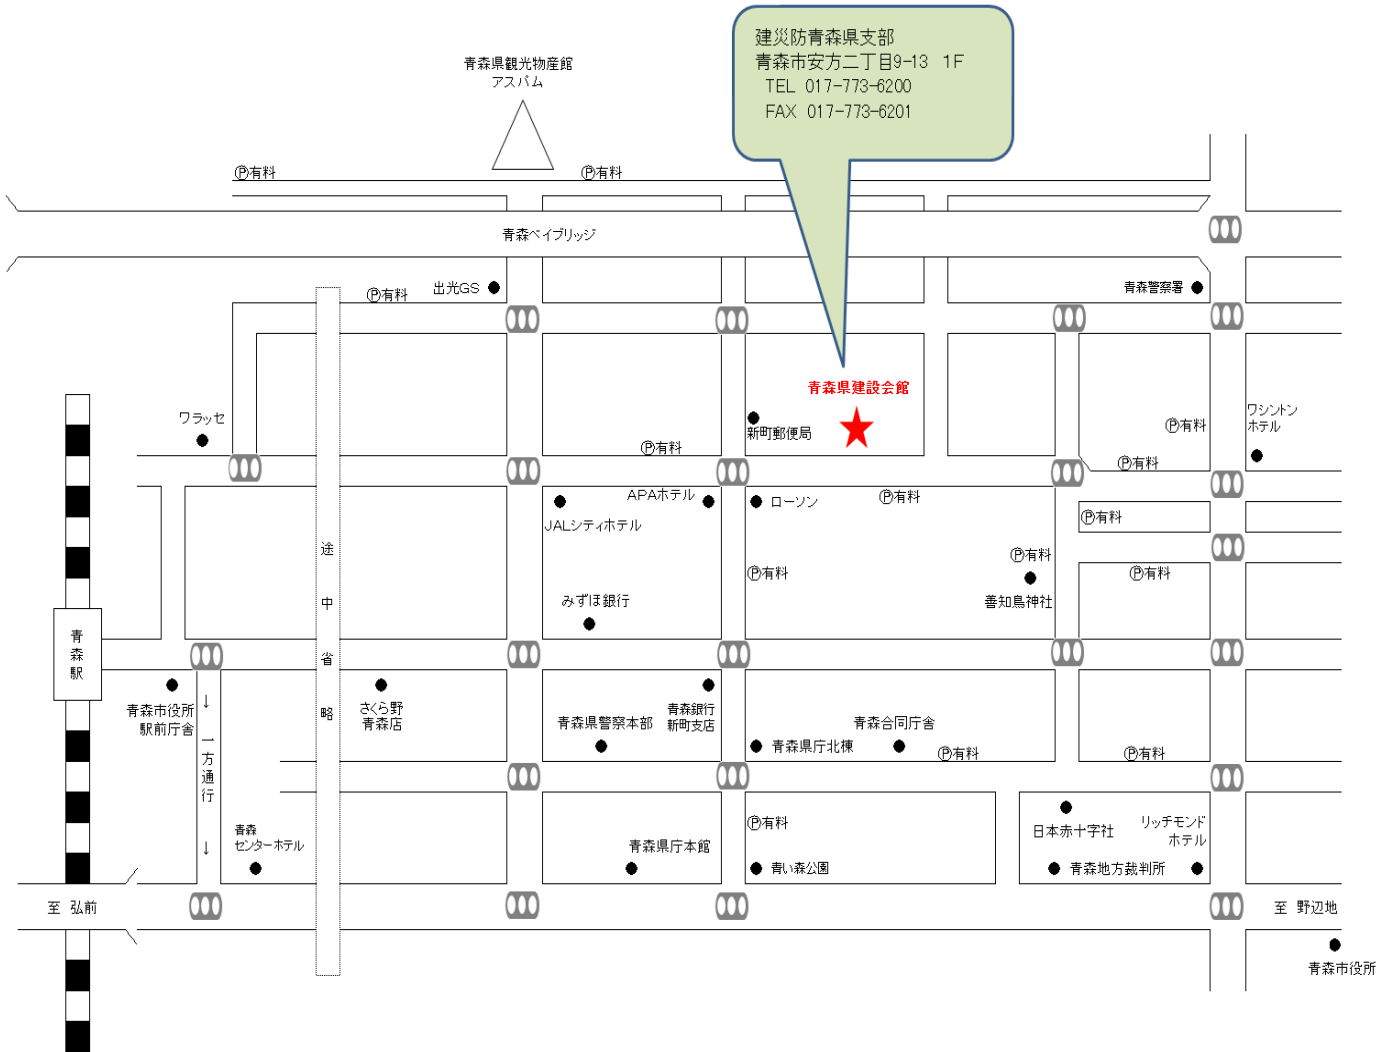 建災防青森県支部
青森市安方二丁目9-13 1F
TEL 017-773-6200
FAX 017-773-6201
青森県観光物産館
アスパム
Ⓟ有料
Ⓟ有料
青森ベイブリッジ
出光GS
Ⓟ有料
青森警察署
青森県建設会館
ワラッセ
新町郵便局
Ⓟ有料
Ⓟ有料
ワシントン
ホテル
Ⓟ有料
APAホテル
ローソン
Ⓟ有料
JALシティホテル
Ⓟ有料
途中省略
Ⓟ有料
Ⓟ有料
Ⓟ有料
みずほ銀行
善知鳥神社
青森駅
青森市役所
駅前庁舎
↓一方通行↓
さくら野
青森店
青森県警察本部
青森銀行
新町支店
青森県庁北棟
青森合同庁舎
Ⓟ有料
Ⓟ有料
青森
センターホテル
青森県庁本館
Ⓟ有料
青い森公園
日本赤十字社
リッチモンド
ホテル
青森地方裁判所
至 弘前
至 野辺地
青森市役所